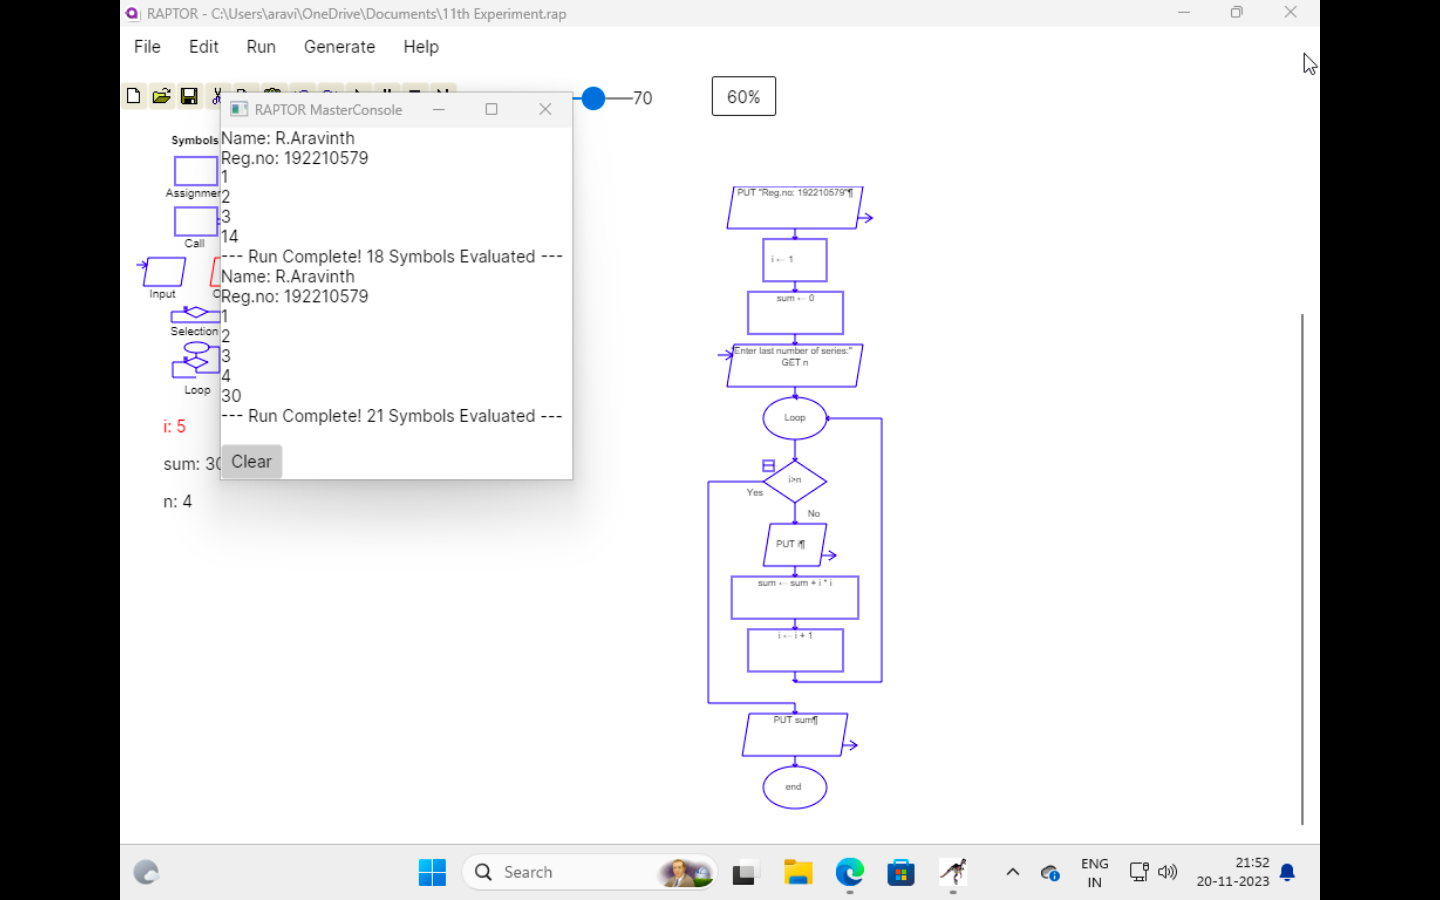 RAPTOR - C:\Users\aravi\OneDrive\Documents\11th Experiment.rap
File Edit Run Generate Help
70
60%
RAPTOR MasterConsole
Name: R.Aravinth
Reg.no: 192210579
1
2
3
14
--- Run Complete! 18 Symbols Evaluated ---
Name: R.Aravinth
Reg.no: 192210579
1
2
3
4
30
--- Run Complete! 21 Symbols Evaluated ---
Clear
Symbols
Assignmen
Call
Input
Selection
Loop
i: 5
sum: 30
n: 4
PUT "Reg.no: 192210579"¶
i ← 1
sum ← 0
"Enter last number of series:"
GET n
Loop
i>n
Yes
No
PUT i¶
sum ← sum + i * i
i ← i + 1
PUT sum¶
end
Search
ENG
IN
21:52
20-11-2023